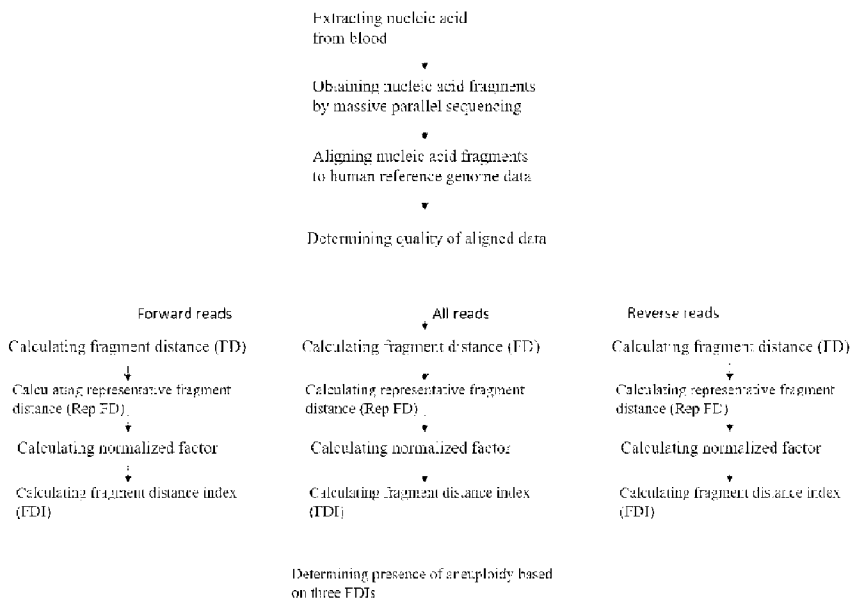 Extracting nucleic acid
from blood
Obtaining nucleic acid fragments
by massive parallel sequencing
Aligning nucleic acid fragments
to human reference genome data
Determining quality of aligned data
Forward reads
All reads
Reverse reads
Calculating fragment distance (FD)
Calculating fragment distance (FD)
Calculating fragment distance (FD)
Calculating representative fragment
distance (Rep FD)
Calculating representative fragment
distance (Rep FD)
Calculating representative fragment
distance (Rep FD)
Calculating normalized factor
Calculating normalized factor
Calculating normalized factor
Calculating fragment distance index
(FDI)
Calculating fragment distance index
(FDI)
Calculating fragment distance index
(FDI)
Determining presence of aneuploidy based
on three FDIs